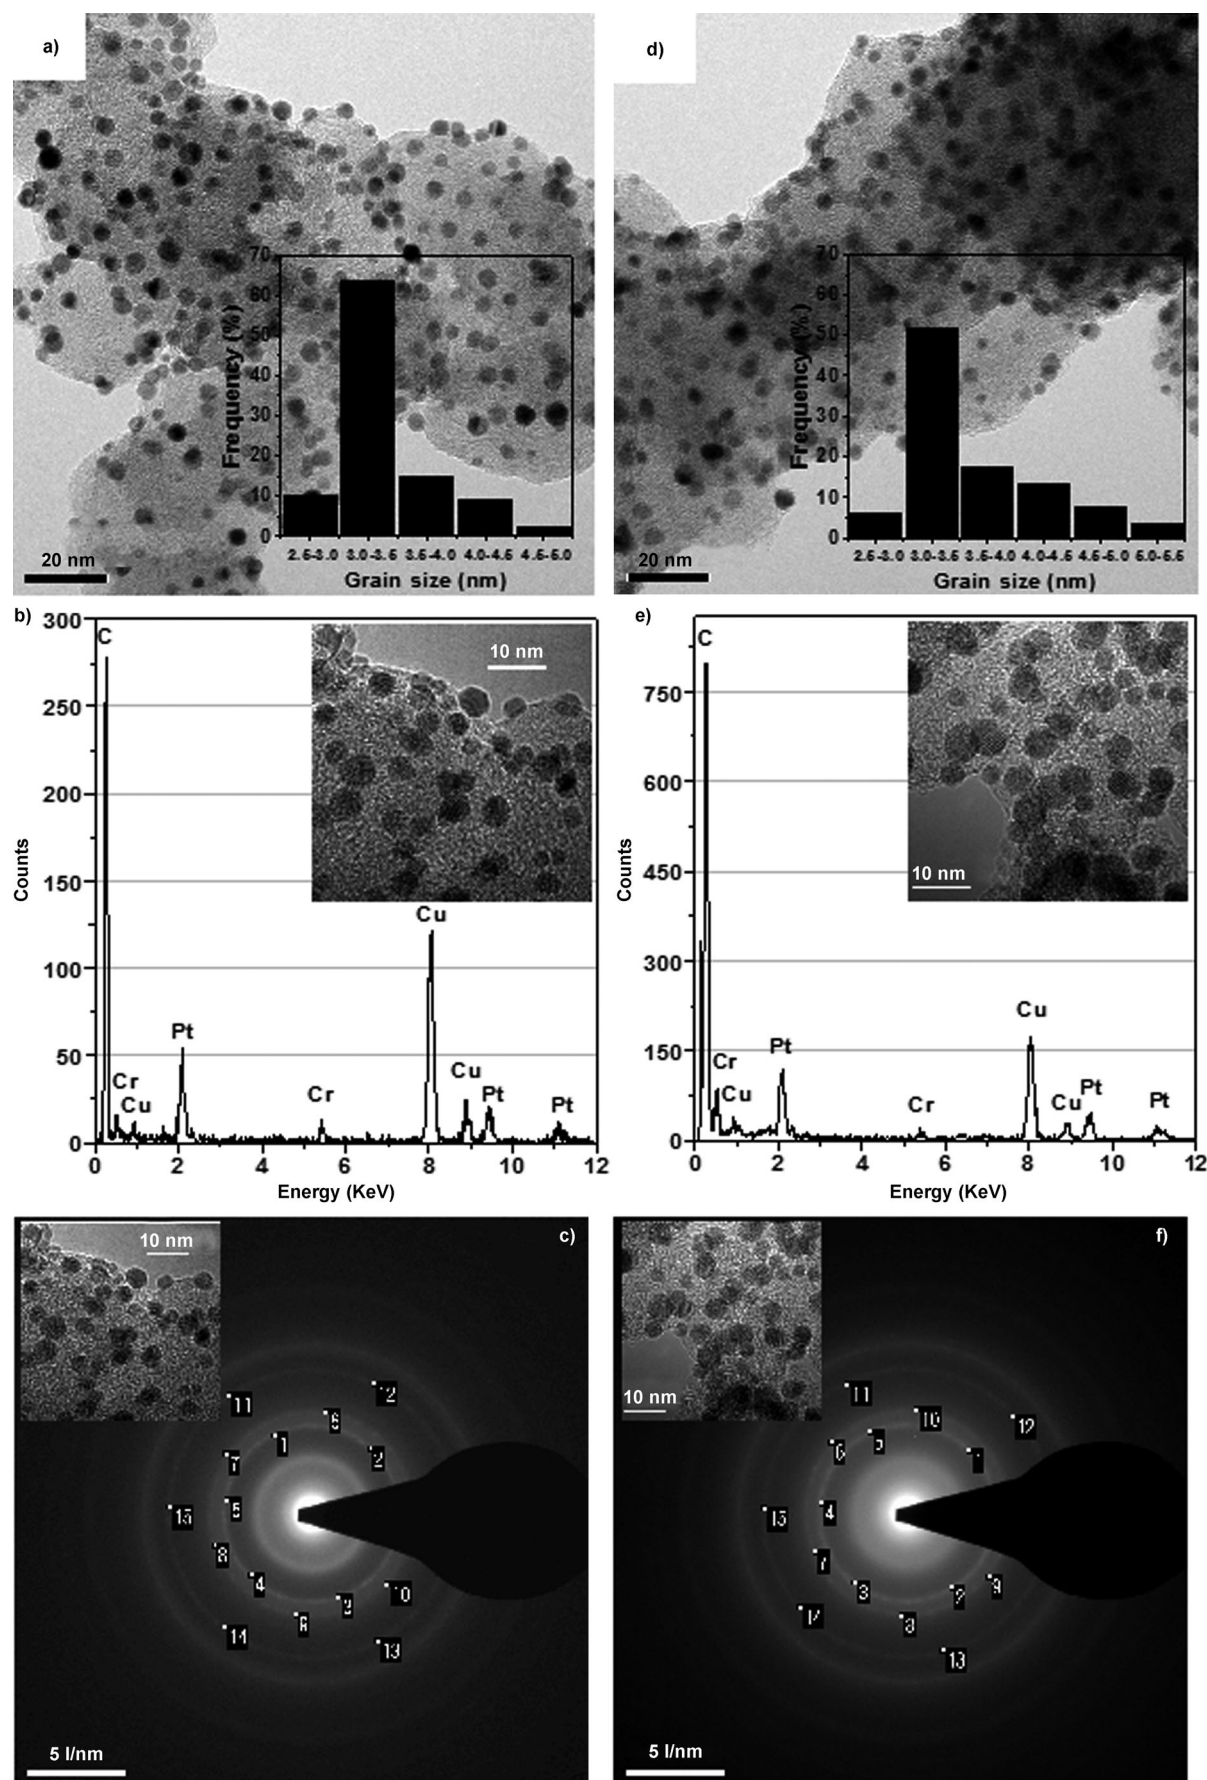 a)
70
60
50
40
30
20
10
0
Frequency (%)
2.5-3.0 3.0-3.5 3.5-4.0 4.0-4.5 4.5-5.0
Grain size (nm)
20 nm
d)
70
60
50
40
30
20
10
0
Frequency (%)
2.5-3.0 3.0-3.5 3.5-4.0 4.0-4.5 4.5-5.0 5.0-5.5
Grain size (nm)
20 nm
b)
300
250
200
150
100
50
0
Counts
C
Cr
Cu
Pt
Cr
Cu
Cu
Pt
Pt
10 nm
0 2 4 6 8 10 12
Energy (KeV)
e)
750
600
450
300
150
0
Counts
C
Cr
Cu
Pt
Cr
Cu
Cu
Pt
Pt
10 nm
0 2 4 6 8 10 12
Energy (KeV)
c)
10 nm
12
11
6
1
2
7
5
15
4
10
14
13
5 l/nm
f)
10 nm
11
10
12
6
1
4
15
7
3
2
9
14
13
5 l/nm